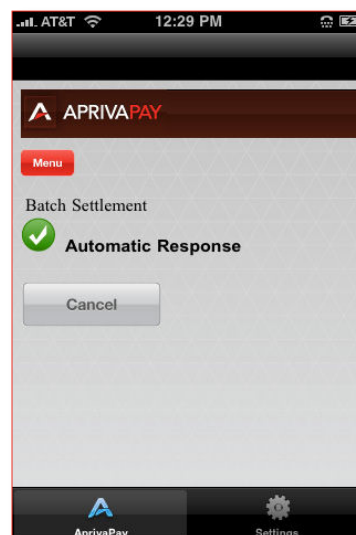 AT&T 12:29 PM
APRIVAPAY
Menu
Batch Settlement
Automatic Response
Cancel
AprivaPay Settings